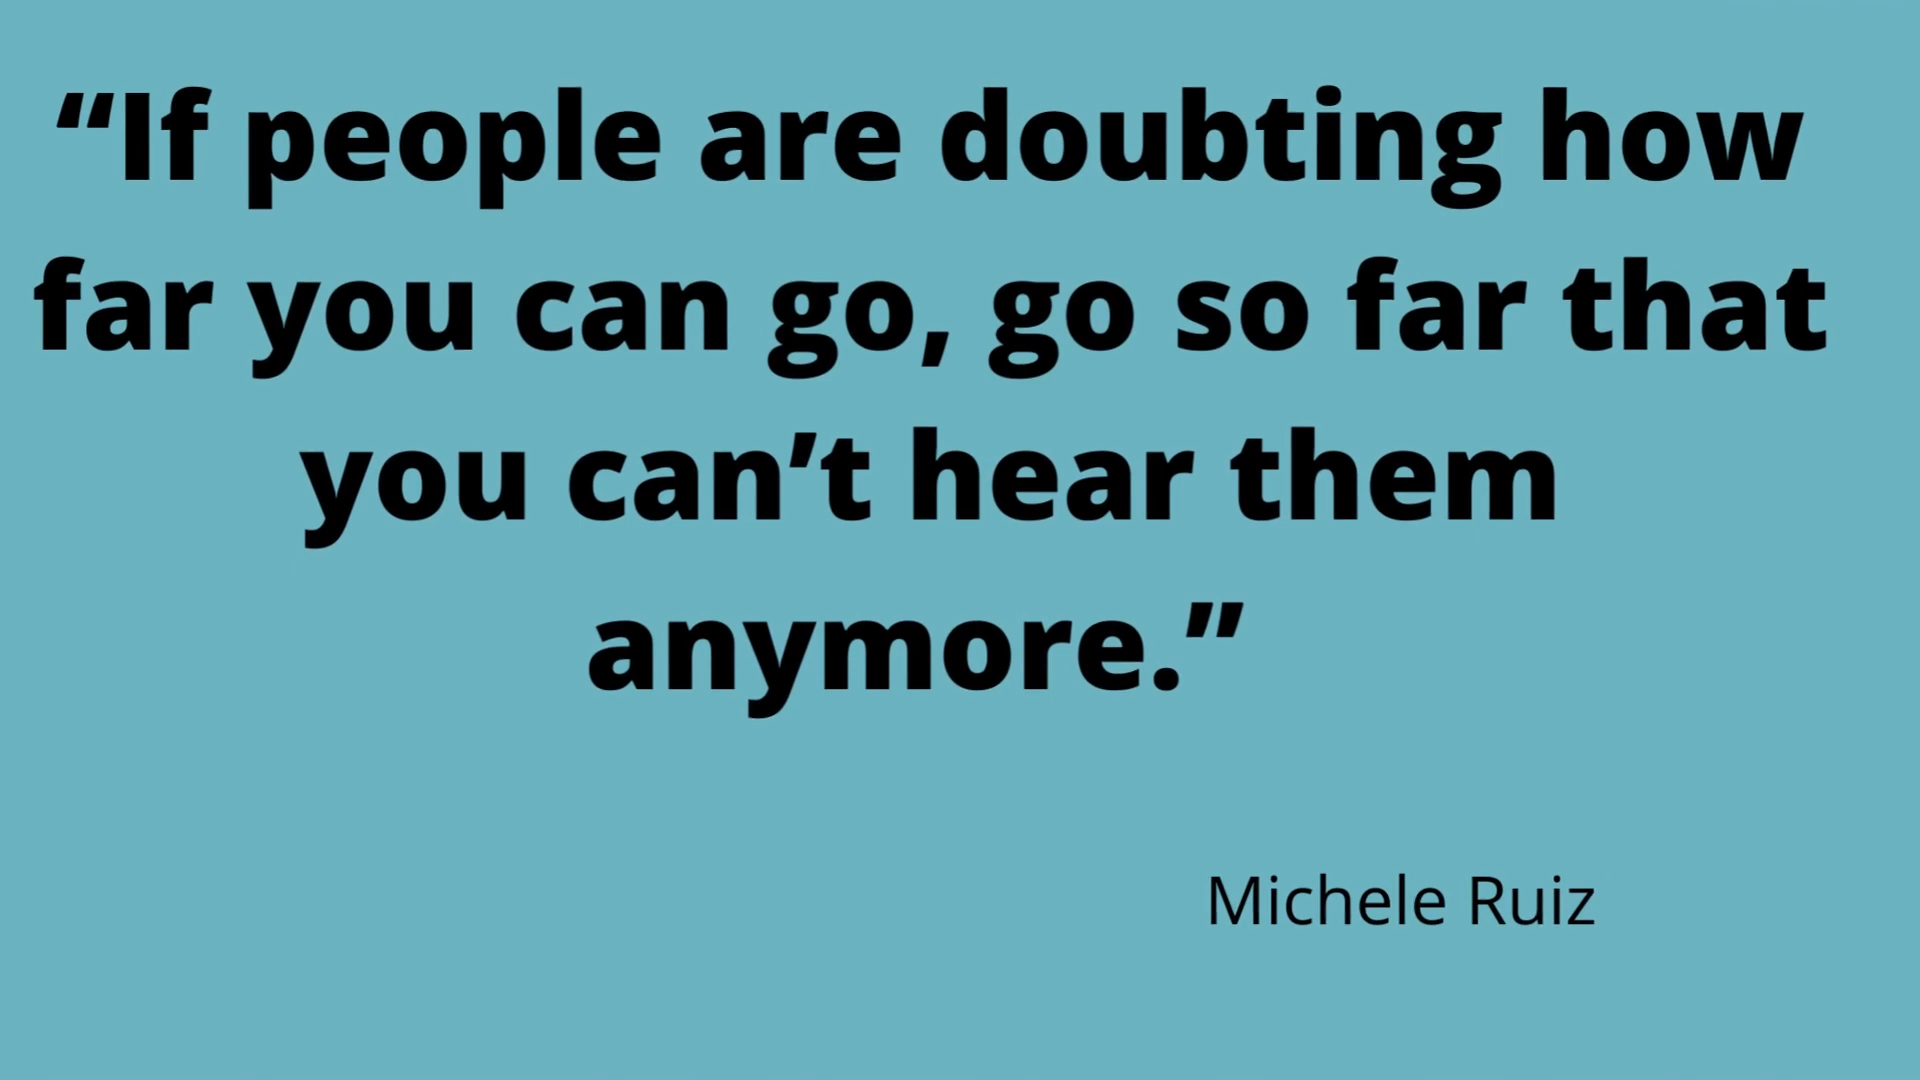 “If people are doubting how
far you can go, go so far that
you can’t hear them
anymore.”
Michele Ruiz